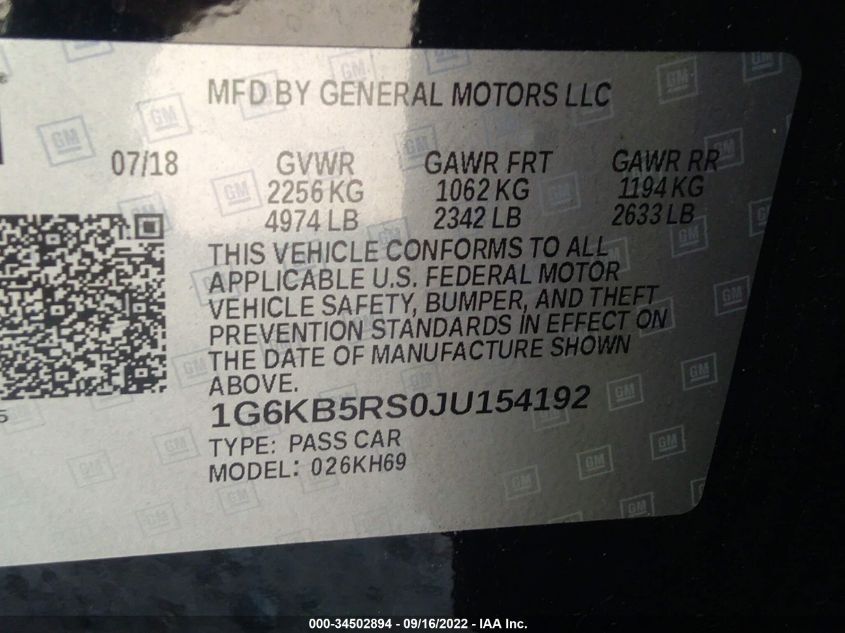 MFD BY GENERAL MOTORS LLC
07/18 GVWR GAWR FRT GAWR RR
2256 KG 1062 KG 1194 KG
4974 LB 2342 LB 2633 LB
THIS VEHICLE CONFORMS TO ALL
APPLICABLE U.S. FEDERAL MOTOR
VEHICLE SAFETY, BUMPER, AND THEFT
PREVENTION STANDARDS IN EFFECT ON
THE DATE OF MANUFACTURE SHOWN
ABOVE.
1G6KB5RS0JU154192
TYPE: PASS CAR
MODEL: 026KH69
GM
000-34502894 - 09/16/2022 - IAA Inc.